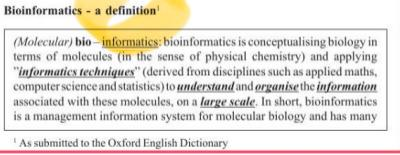 Bioinformatics - a definition¹
(Molecular) bio – informatics: bioinformatics is conceptualising biology in
terms of molecules (in the sense of physical chemistry) and applying
"informatics techniques" (derived from disciplines such as applied maths,
computer science and statistics) to understand and organise the information
associated with these molecules, on a large scale. In short, bioinformatics
is a management information system for molecular biology and has many
¹ As submitted to the Oxford English Dictionary